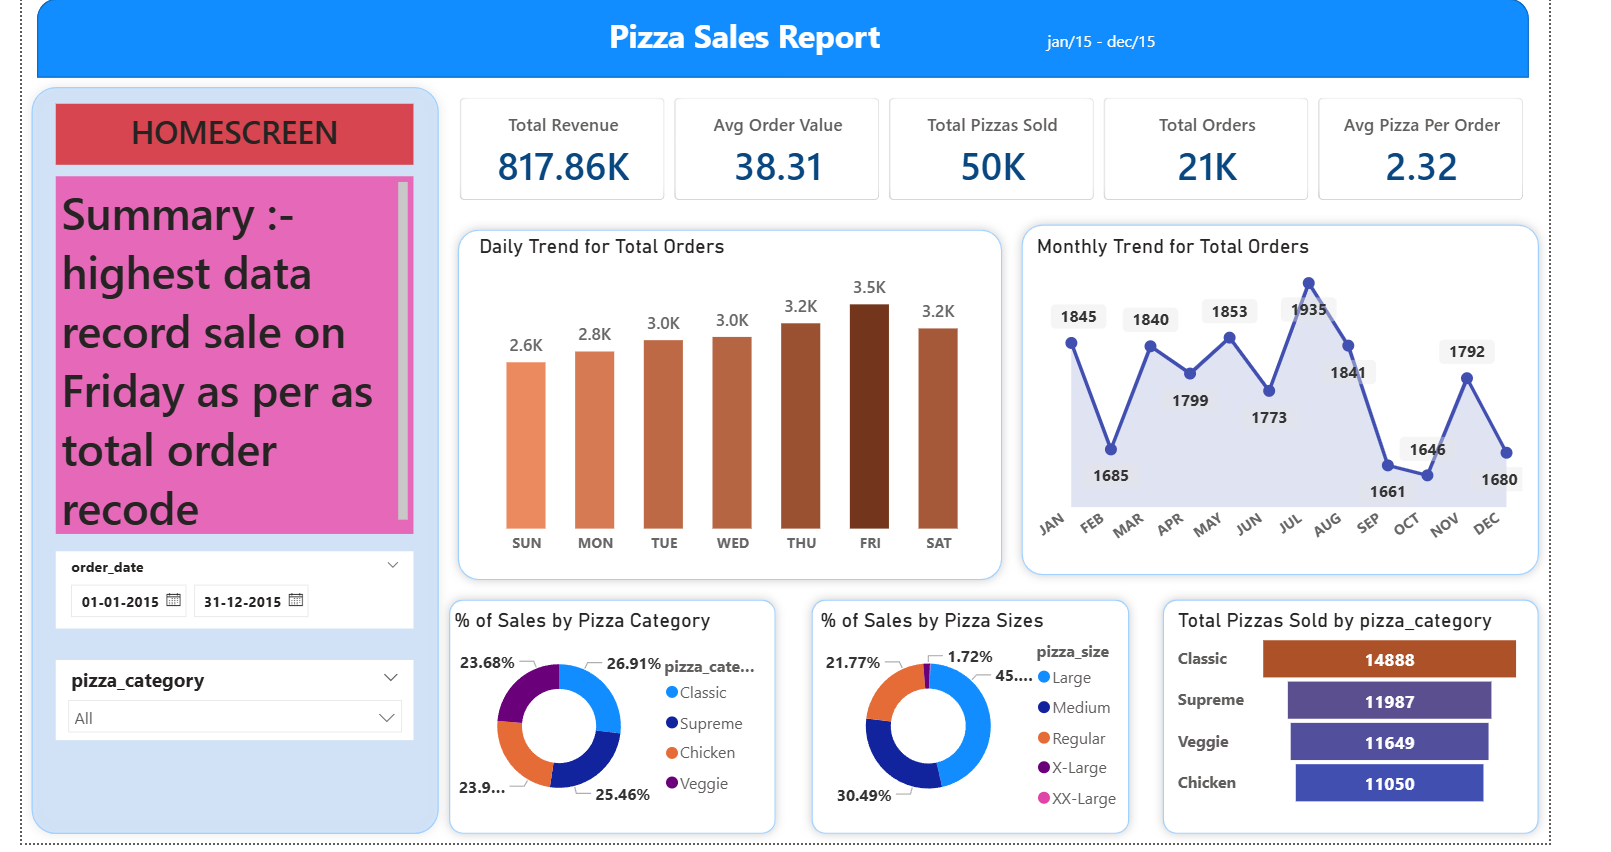 Pizza Sales Report
jan/15 - dec/15
HOMESCREEN
Summary :-
highest data
record sale on
Friday as per as
total order
recode
order_date
01-01-2015
31-12-2015
pizza_category
All
Total Revenue
817.86K
Avg Order Value
38.31
Total Pizzas Sold
50K
Total Orders
21K
Avg Pizza Per Order
2.32
Daily Trend for Total Orders
2.6K
2.8K
3.0K
3.0K
3.2K
3.5K
3.2K
SUN
MON
TUE
WED
THU
FRI
SAT
Monthly Trend for Total Orders
1845
1685
1840
1799
1853
1773
1935
1841
1661
1646
1792
1680
JAN
FEB
MAR
APR
MAY
JUN
JUL
AUG
SEP
OCT
NOV
DEC
% of Sales by Pizza Category
23.68%
26.91%
23.9...
25.46%
pizza_cate...
Classic
Supreme
Chicken
Veggie
% of Sales by Pizza Sizes
21.77%
1.72%
45....
30.49%
pizza_size
Large
Medium
Regular
X-Large
XX-Large
Total Pizzas Sold by pizza_category
Classic 14888
Supreme 11987
Veggie 11649
Chicken 11050